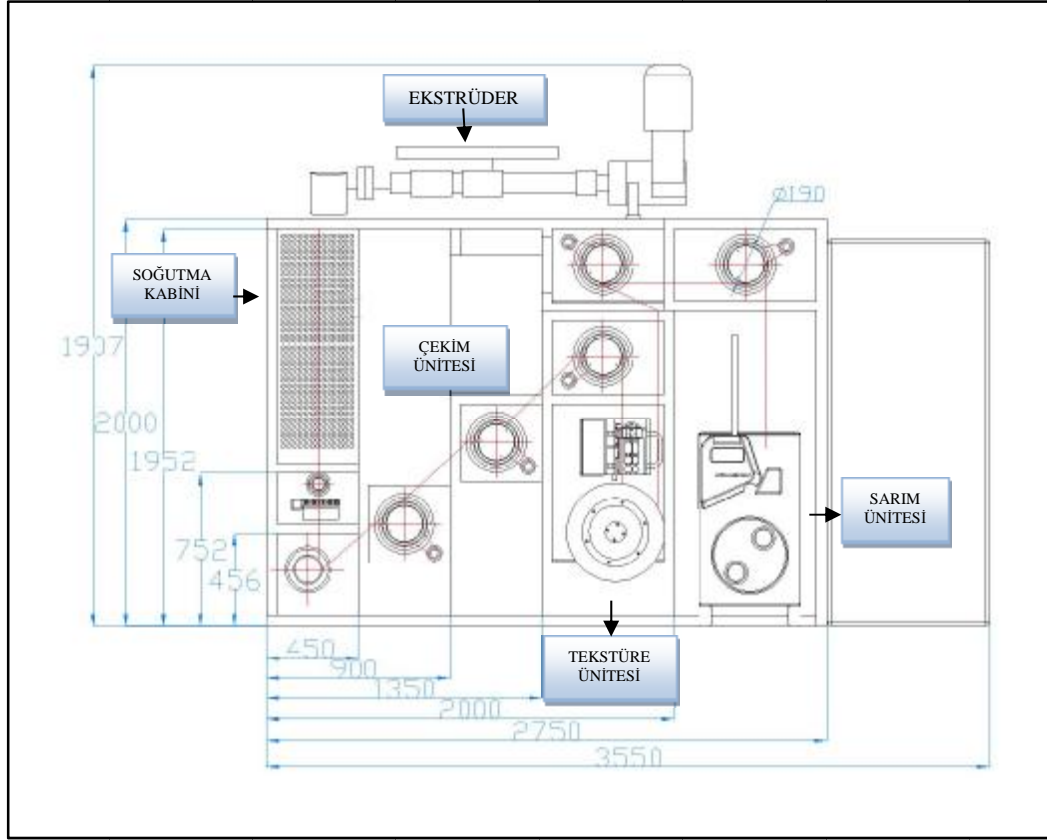 EKSTRÜDER
Ø190
SOĞUTMA
KABİNİ
ÇEKİM
ÜNİTESİ
1907
2000
1952
SARIM
ÜNİTESİ
752
456
TEKSTÜRE
ÜNİTESİ
450
900
1350
2000
2750
3550